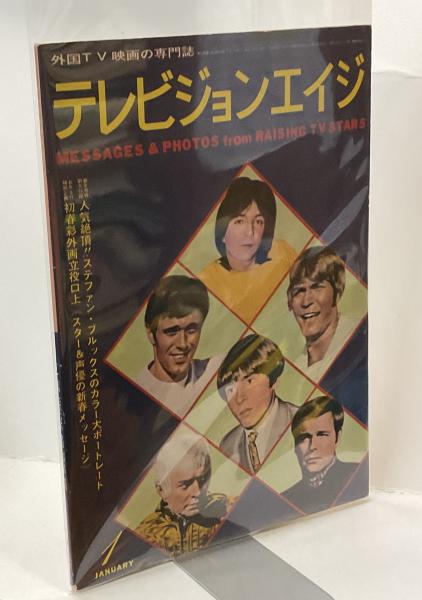 外国TV映画の専門誌
テレビジョンエイジ
MESSAGES & PHOTOS from RAISING TV STARS
人気絶頂!!ステファン・ブルックスのカラー大ポートレート
初春彩外画立役口上(スター&声優の新春メッセージ)
1
JANUARY